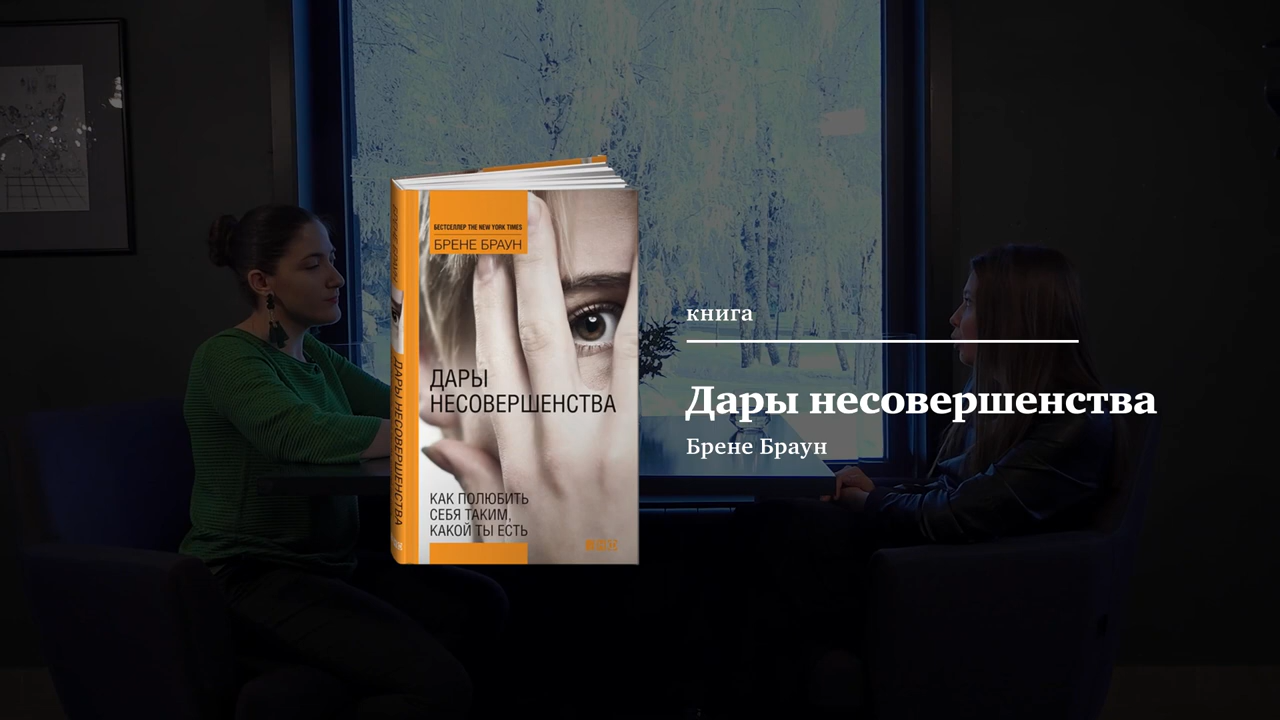 БЕСТСЕЛЛЕР THE NEW YORK TIMES
БРЕНЕ БРАУН
ДАРЫ
НЕСОВЕРШЕНСТВА
КАК ПОЛЮБИТЬ
СЕБЯ ТАКИМ,
КАКОЙ ТЫ ЕСТЬ
ДАРЫ НЕСОВЕРШЕНСТВА
книга
Дары несовершенства
Брене Браун